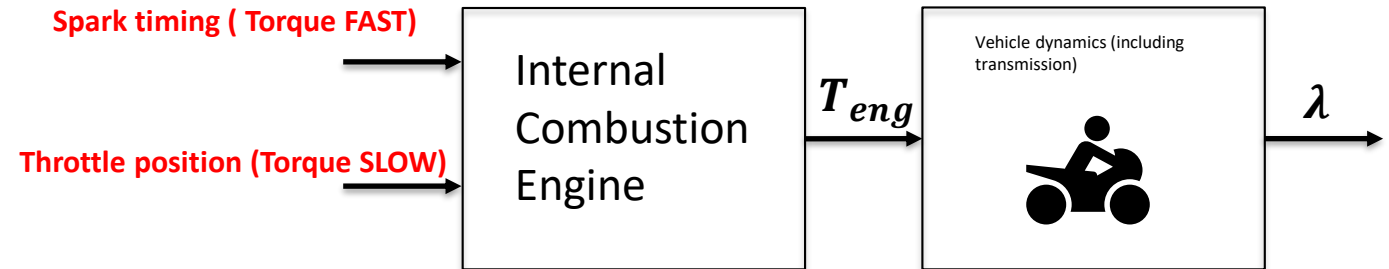 Spark timing ( Torque FAST)
Throttle position (Torque SLOW)
Internal
Combustion
Engine
T_eng
Vehicle dynamics (including
transmission)
λ